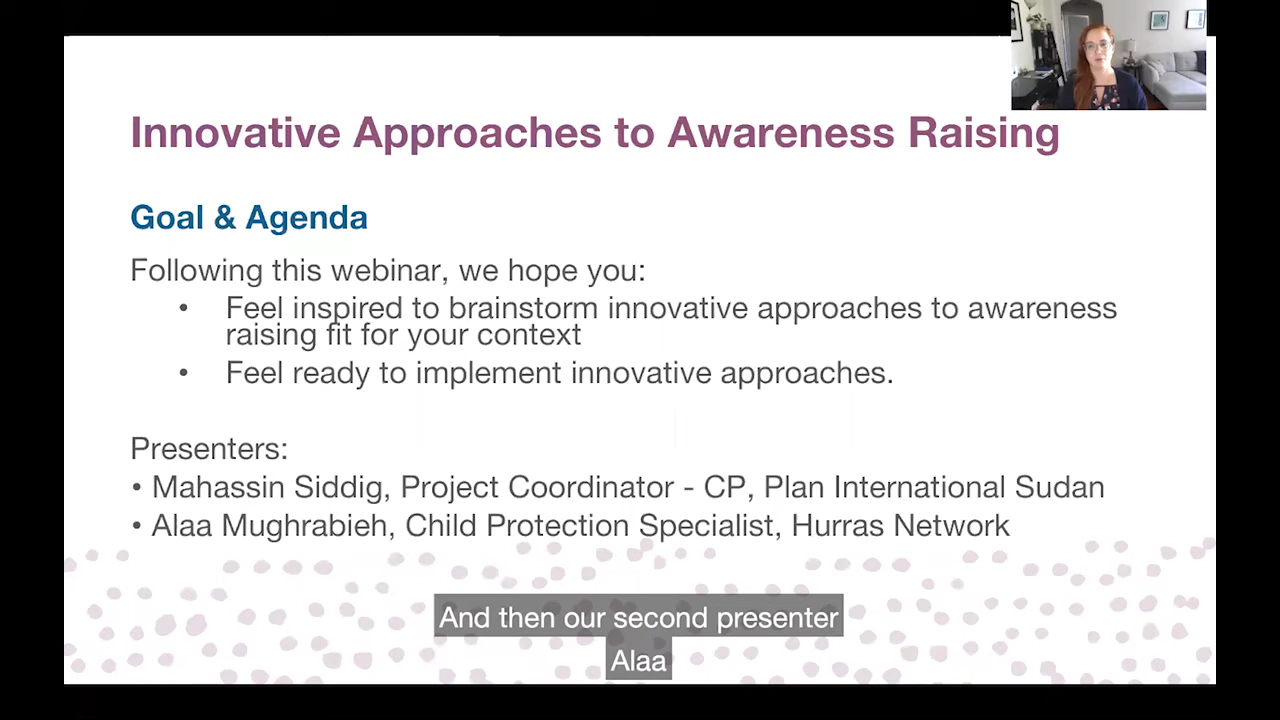 Innovative Approaches to Awareness Raising
Goal & Agenda
Following this webinar, we hope you:
• Feel inspired to brainstorm innovative approaches to awareness
raising fit for your context
• Feel ready to implement innovative approaches.
Presenters:
• Mahassin Siddig, Project Coordinator - CP, Plan International Sudan
• Alaa Mughrabieh, Child Protection Specialist, Hurras Network
And then our second presenter
Alaa